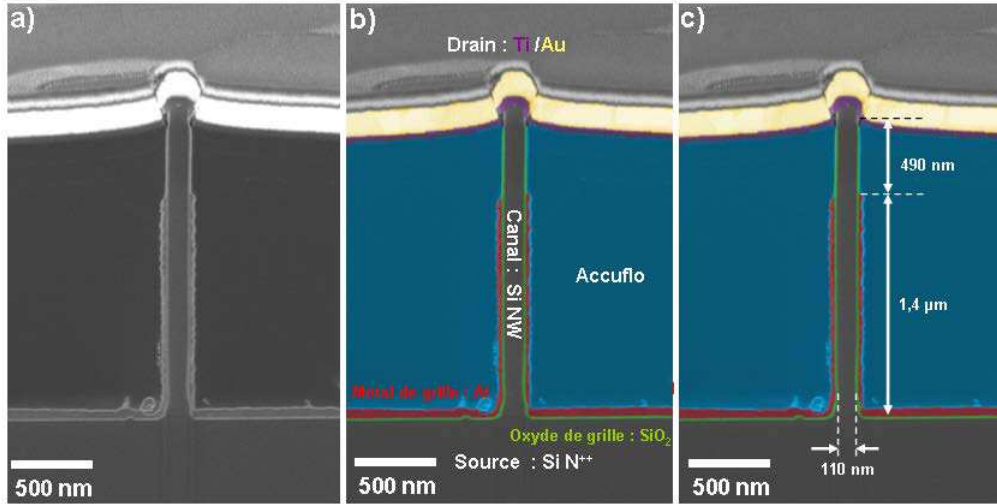 a)
500 nm
b)
Drain : Ti /Au
Canal : Si NW
Accuflo
Métal de grille : Al
Oxyde de grille : SiO₂
Source : Si N⁺⁺
500 nm
c)
490 nm
1,4 µm
110 nm
500 nm